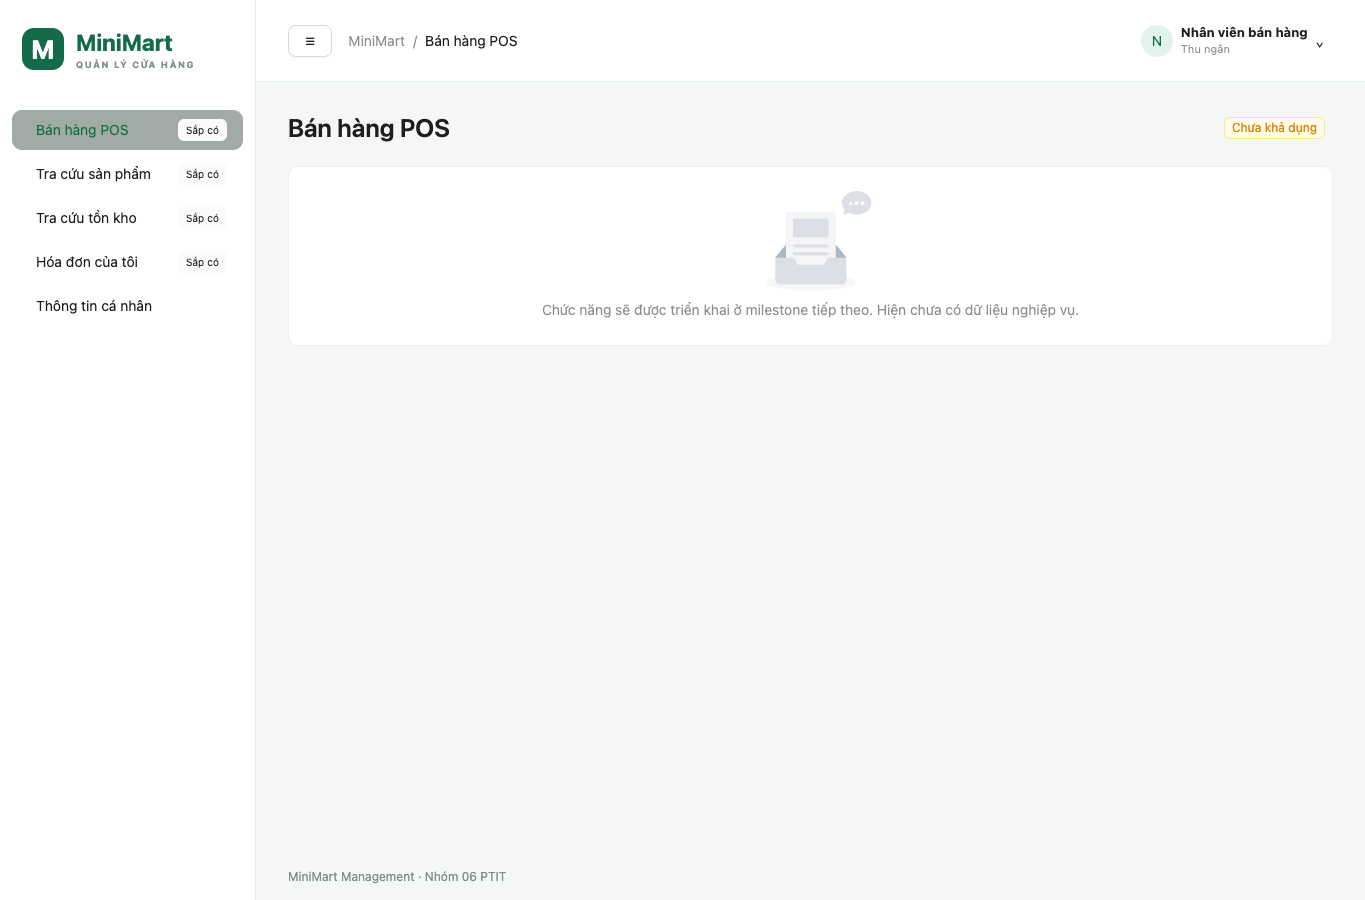 M
MiniMart
QUẢN LÝ CỬA HÀNG
Bán hàng POS
Sắp có
Tra cứu sản phẩm
Sắp có
Tra cứu tồn kho
Sắp có
Hóa đơn của tôi
Sắp có
Thông tin cá nhân
MiniMart / Bán hàng POS
N
Nhân viên bán hàng
Thu ngân
Bán hàng POS
Chưa khả dụng
Chức năng sẽ được triển khai ở milestone tiếp theo. Hiện chưa có dữ liệu nghiệp vụ.
MiniMart Management · Nhóm 06 PTIT